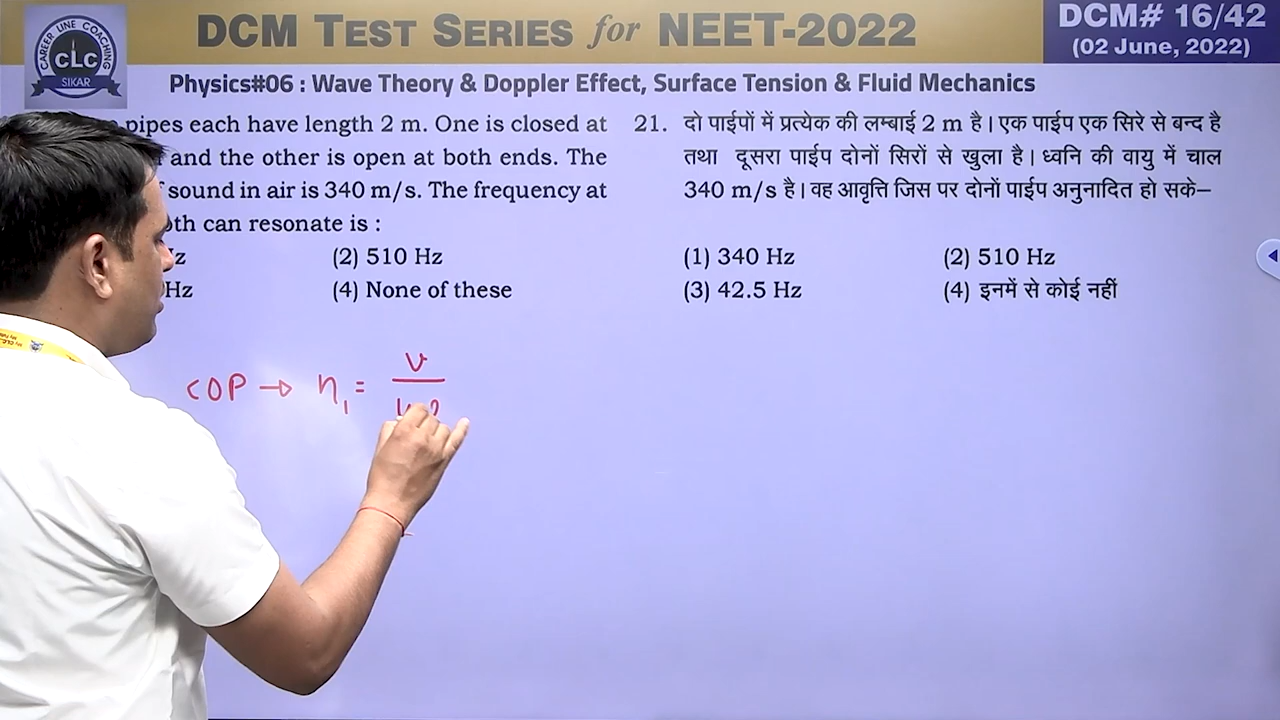 DCM TEST SERIES for NEET-2022
DCM# 16/42
(02 June, 2022)
CAREER LINE COACHING
CLC
SIKAR
Physics#06 : Wave Theory & Doppler Effect, Surface Tension & Fluid Mechanics
pipes each have length 2 m. One is closed at
and the other is open at both ends. The
sound in air is 340 m/s. The frequency at
can resonate is :
(2) 510 Hz
Hz
(4) None of these
21. दो पाईपों में प्रत्येक की लम्बाई 2 m है। एक पाईप एक सिरे से बन्द है
तथा दूसरा पाईप दोनों सिरों से खुला है। ध्वनि की वायु में चाल
340 m/s है। वह आवृत्ति जिस पर दोनों पाईप अनुनादित हो सके–
(1) 340 Hz (2) 510 Hz
(3) 42.5 Hz (4) इनमें से कोई नहीं
COP → n₁ = v